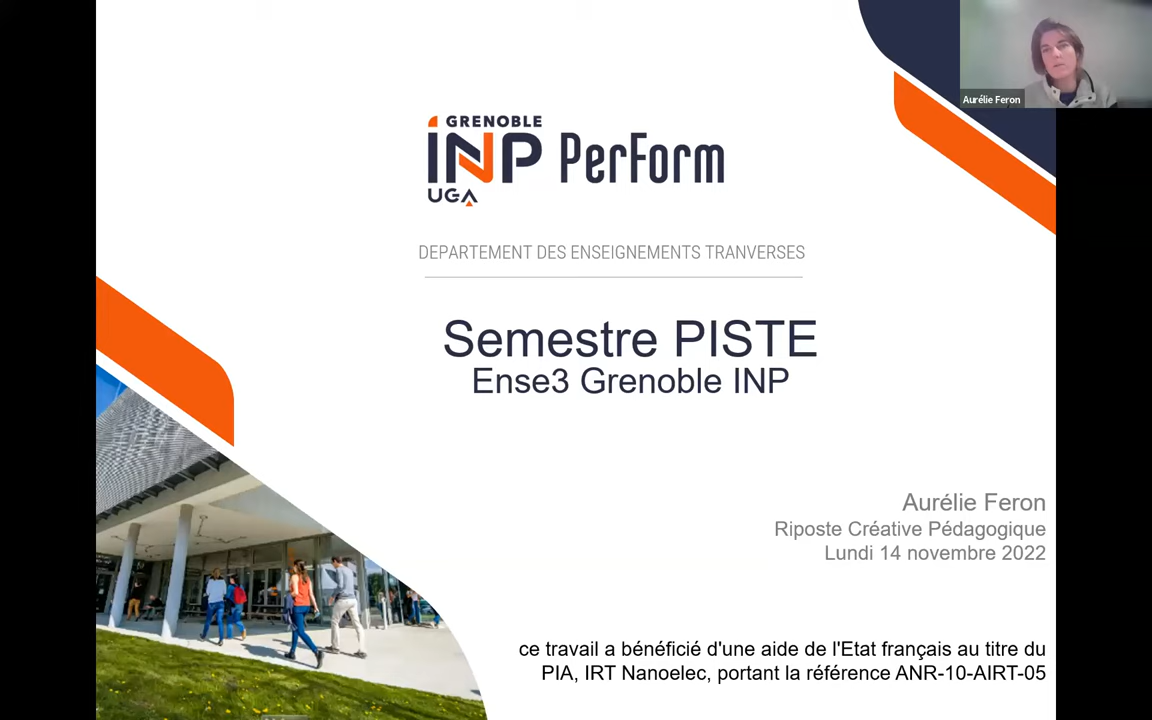 Aurélie Feron
GRENOBLE
INP PerForm
UGA
DEPARTEMENT DES ENSEIGNEMENTS TRANVERSES
Semestre PISTE
Ense3 Grenoble INP
Aurélie Feron
Riposte Créative Pédagogique
Lundi 14 novembre 2022
ce travail a bénéficié d'une aide de l'Etat français au titre du
PIA, IRT Nanoelec, portant la référence ANR-10-AIRT-05